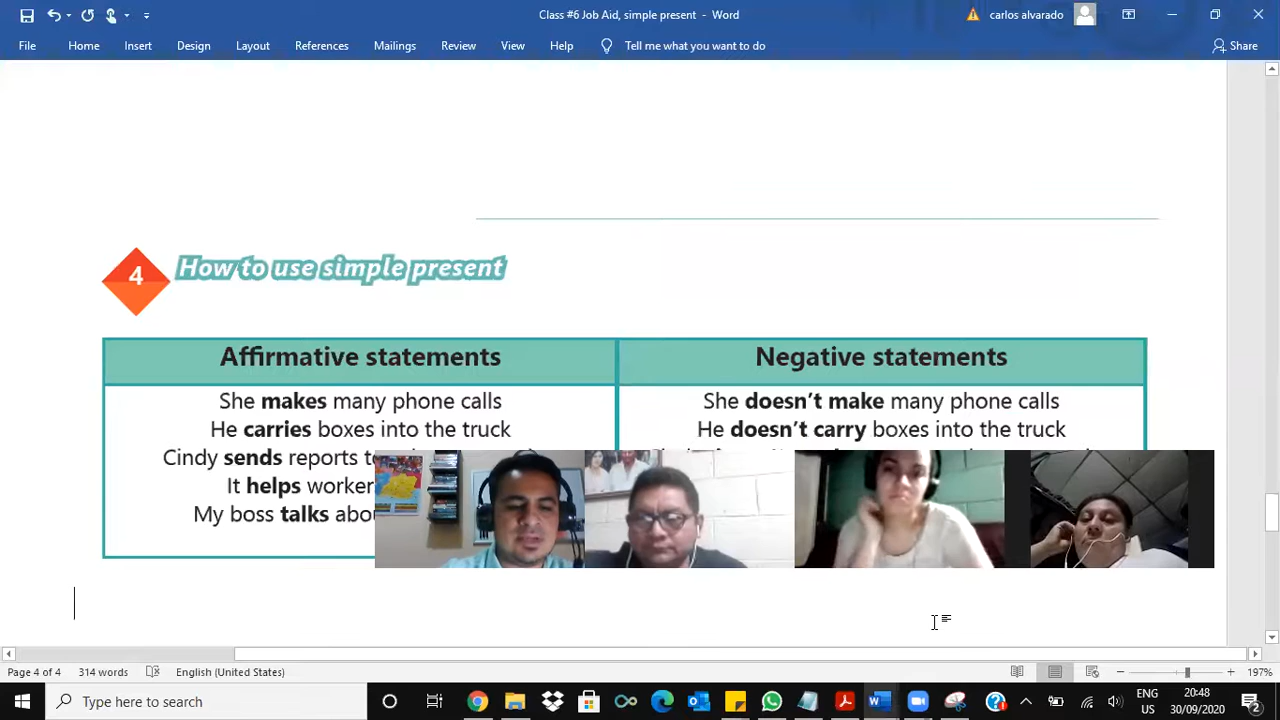 Class #6 Job Aid, simple present - Word
carlos alvarado
File Home Insert Design Layout References Mailings Review View Help Tell me what you want to do Share
4 How to use simple present
Affirmative statements Negative statements
She makes many phone calls She doesn't make many phone calls
He carries boxes into the truck He doesn't carry boxes into the truck
Cindy sends reports to
It helps worker
My boss talks abou
Page 4 of 4 314 words English (United States) 197%
Type here to search
ENG 20:48
US 30/09/2020 2